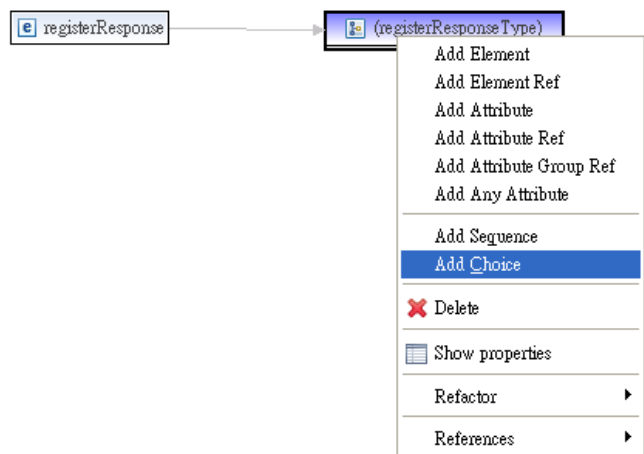 e registerResponse
(registerResponseType)
Add Element
Add Element Ref
Add Attribute
Add Attribute Ref
Add Attribute Group Ref
Add Any Attribute
Add Sequence
Add Choice
Delete
Show properties
Refactor
References